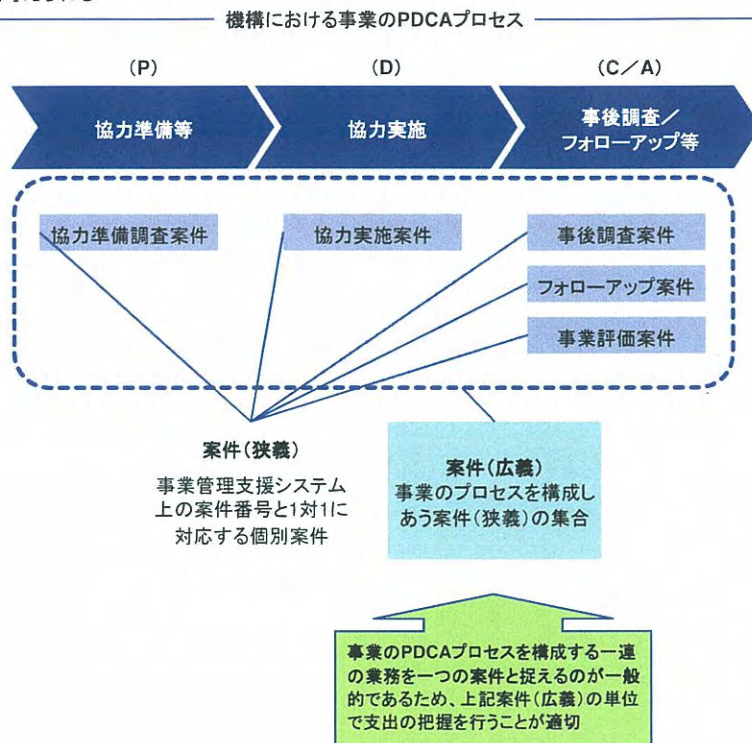 機構における事業のPDCAプロセス
(P)
(D)
(C/A)
協力準備等
協力実施
事後調査/
フォローアップ等
協力準備調査案件
協力実施案件
事後調査案件
フォローアップ案件
事業評価案件
案件(狭義)
事業管理支援システム
上の案件番号と1対1に
対応する個別案件
案件(広義)
事業のプロセスを構成し
あう案件(狭義)の集合
事業のPDCAプロセスを構成する一連
の業務を一つの案件と捉えるのが一般
的であるため、上記案件(広義)の単位
で支出の把握を行うことが適切